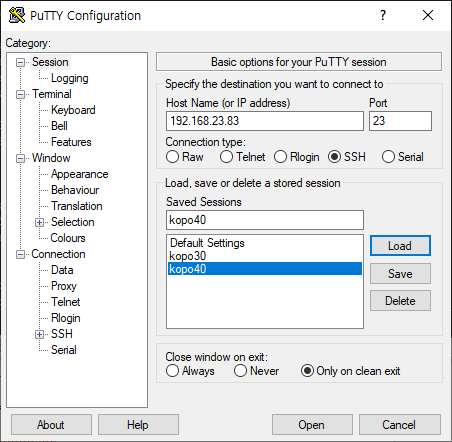 PuTTY Configuration
?
Category:
Session
Logging
Terminal
Keyboard
Bell
Features
Window
Appearance
Behaviour
Translation
Selection
Colours
Connection
Data
Proxy
Telnet
Rlogin
SSH
Serial
Basic options for your PuTTY session
Specify the destination you want to connect to
Host Name (or IP address) Port
192.168.23.83 23
Connection type:
Raw Telnet Rlogin SSH Serial
Load, save or delete a stored session
Saved Sessions
kopo40
Default Settings
kopo30
kopo40
Load
Save
Delete
Close window on exit:
Always Never Only on clean exit
About Help Open Cancel